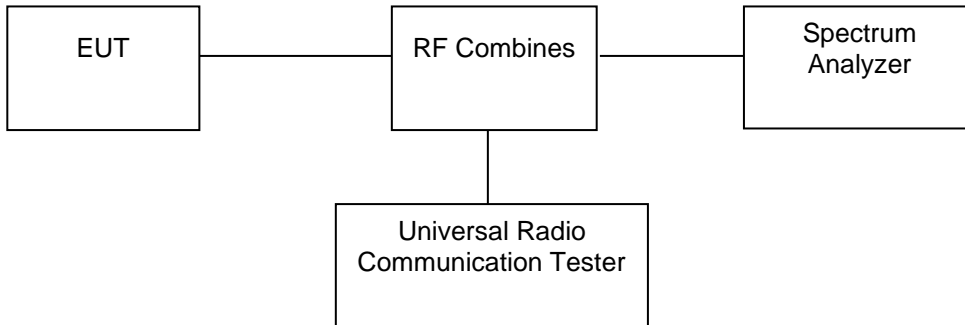 EUT
RF Combines
Spectrum
Analyzer
Universal Radio
Communication Tester